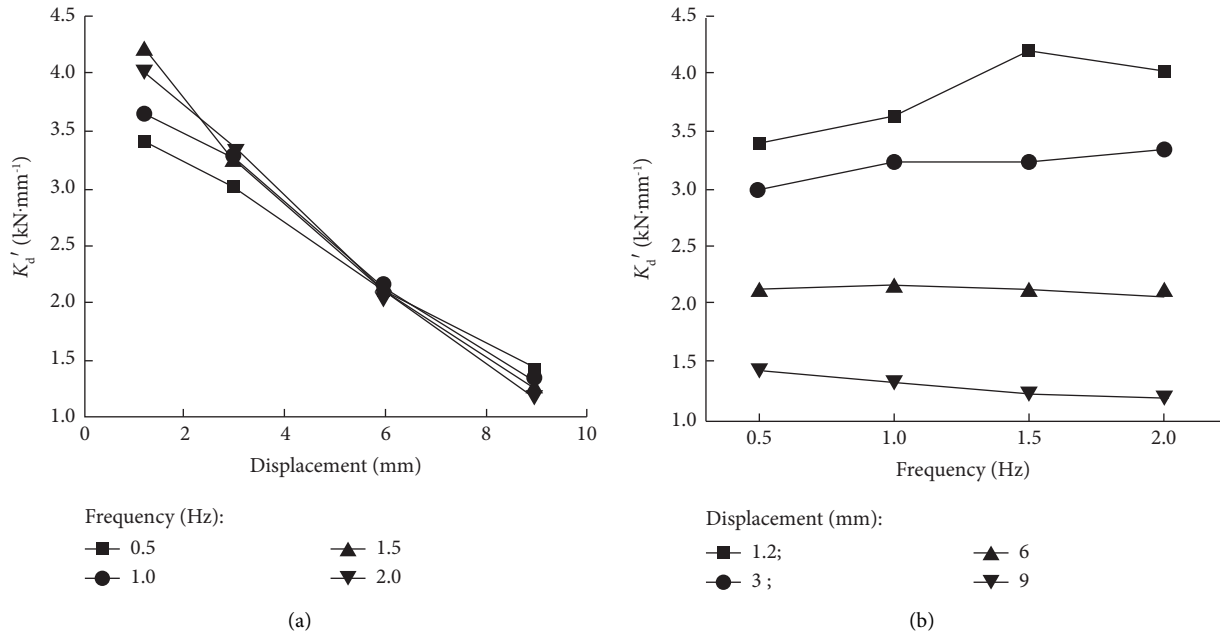 4.5
4.0
3.5
3.0
2.5
2.0
1.5
1.0
K_d′ (kN·mm⁻¹)
0 2 4 6 8 10
Displacement (mm)
Frequency (Hz):
0.5
1.0
1.5
2.0
(a)
4.5
4.0
3.5
3.0
2.5
2.0
1.5
1.0
K_d′ (kN·mm⁻¹)
0.5 1.0 1.5 2.0
Frequency (Hz)
Displacement (mm):
1.2;
3 ;
6
9
(b)